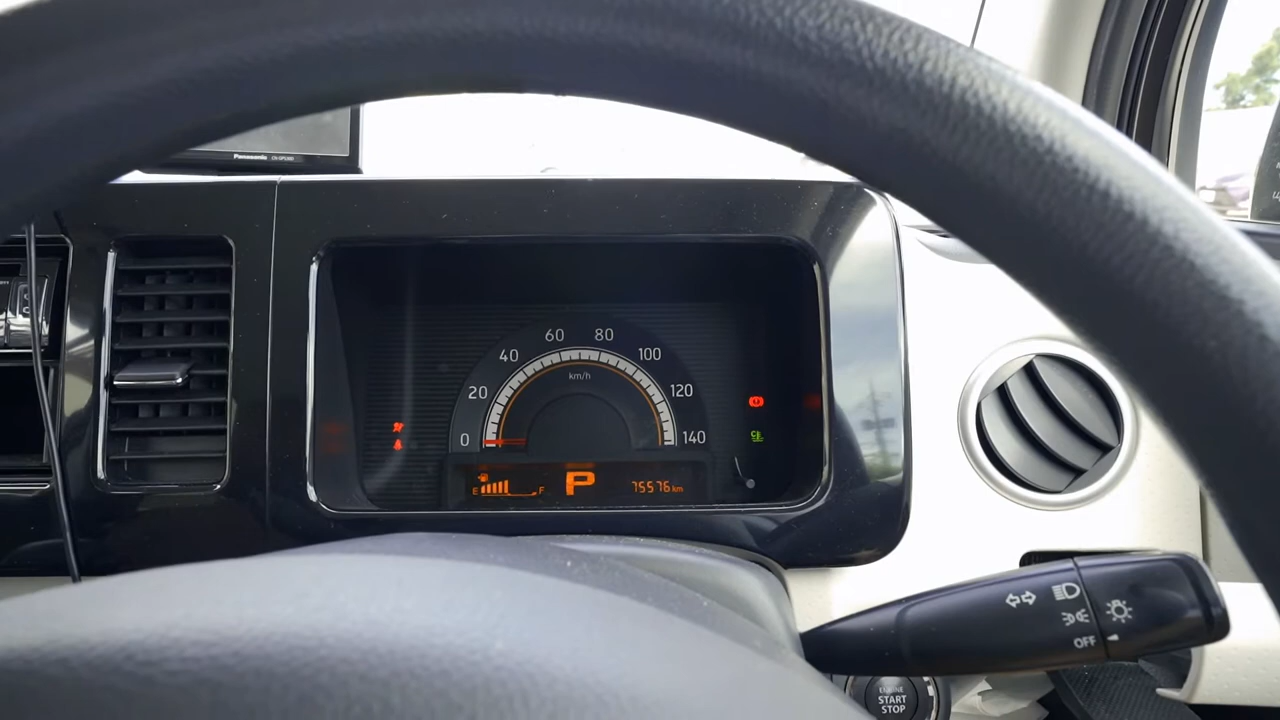 Panasonic
60 80
40 100
20 120
km/h
0 140
E F
P
75576 km
OFF
ENGINE
START
STOP